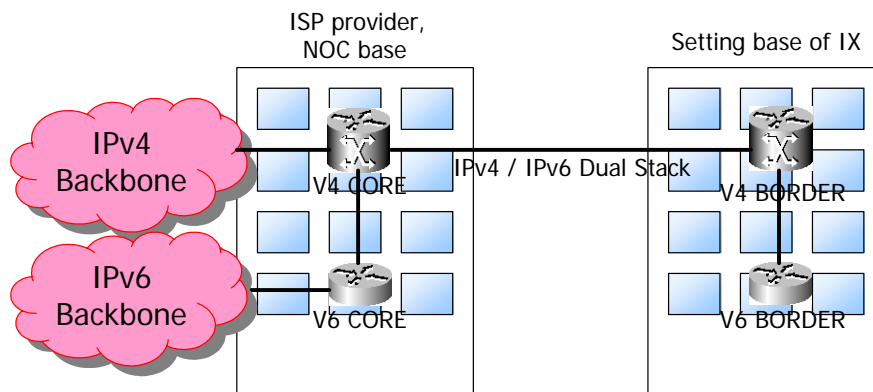 ISP provider,
NOC base
Setting base of IX
IPv4
Backbone
IPv4 / IPv6 Dual Stack
V4 CORE
V4 BORDER
IPv6
Backbone
V6 CORE
V6 BORDER